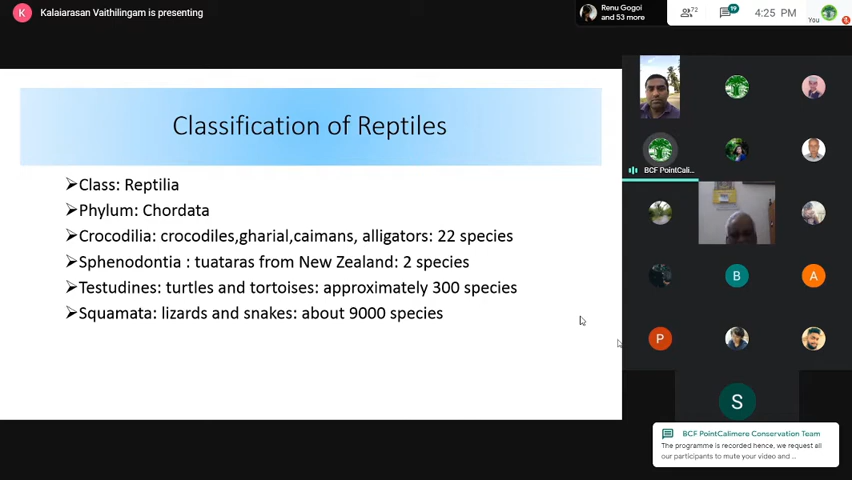 K
Kalaiarasan Vaithilingam is presenting
Renu Gogoi
and 53 more
72
19
4:25 PM
You
Classification of Reptiles
➢Class: Reptilia
➢Phylum: Chordata
➢Crocodilia: crocodiles,gharial,caimans, alligators: 22 species
➢Sphenodontia : tuataras from New Zealand: 2 species
➢Testudines: turtles and tortoises: approximately 300 species
➢Squamata: lizards and snakes: about 9000 species
BCF PointCali...
B
A
P
S
BCF PointCalimere Conservation Team
The programme is recorded hence, we request all
our participants to mute your video and ...